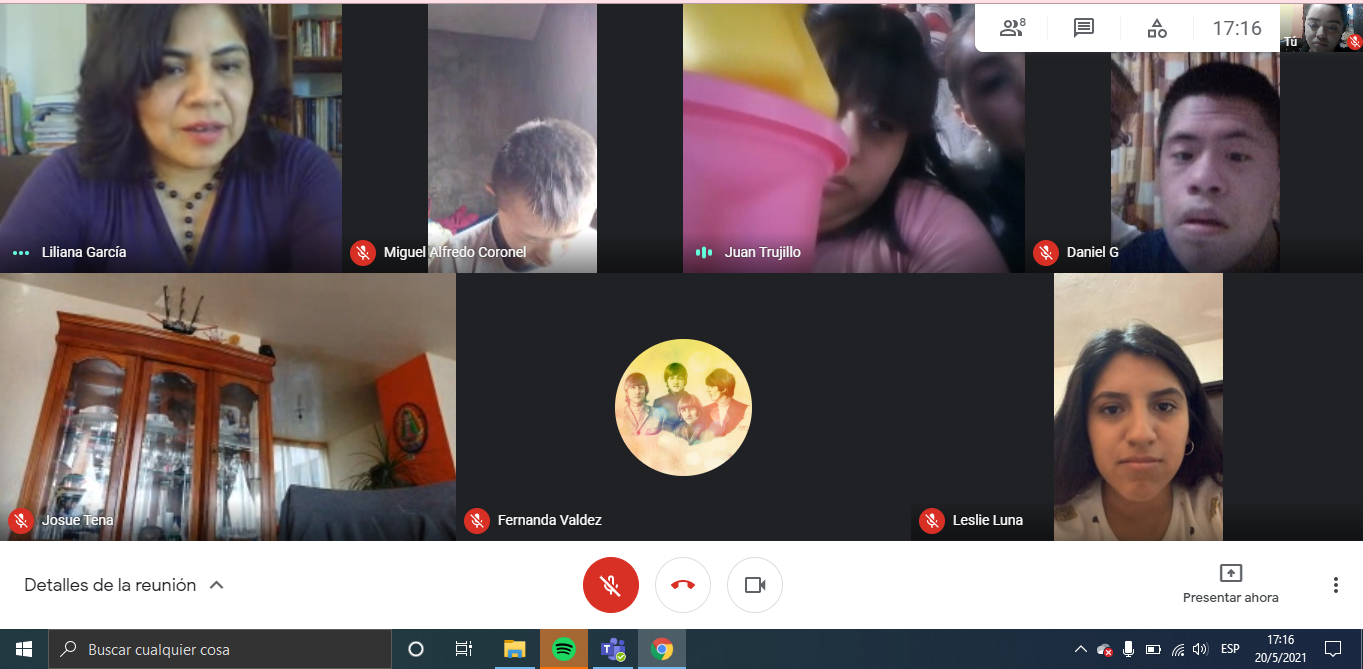 8
17:16
Tú
Liliana García
Miguel Alfredo Coronel
Juan Trujillo
Daniel G
Josue Tena
Fernanda Valdez
Leslie Luna
Detalles de la reunión
Presentar ahora
Buscar cualquier cosa
ESP
17:16
20/5/2021